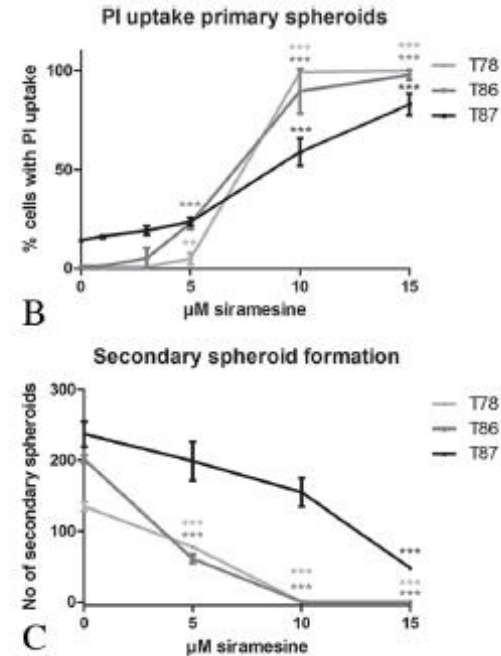 PI uptake primary spheroids
% cells with PI uptake
100
50
0
***
***
***
***
***
***
***
**
T78
T86
T87
0
5
10
15
µM siramesine
B
Secondary spheroid formation
No of secondary spheroids
300
200
100
0
***
***
***
***
***
***
***
T78
T86
T87
0
5
10
15
µM siramesine
C